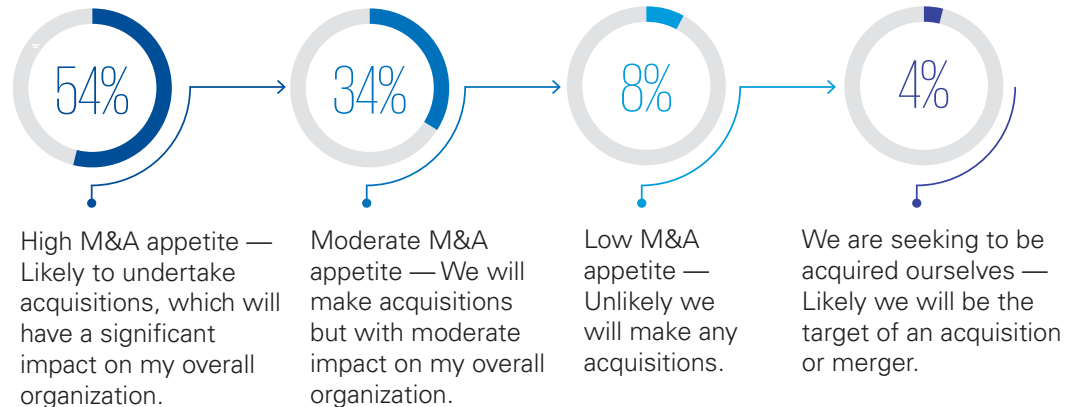 54%
High M&A appetite —
Likely to undertake
acquisitions, which will
have a significant
impact on my overall
organization.
34%
Moderate M&A
appetite — We will
make acquisitions
but with moderate
impact on my overall
organization.
8%
Low M&A
appetite —
Unlikely we
will make any
acquisitions.
4%
We are seeking to be
acquired ourselves —
Likely we will be the
target of an acquisition
or merger.